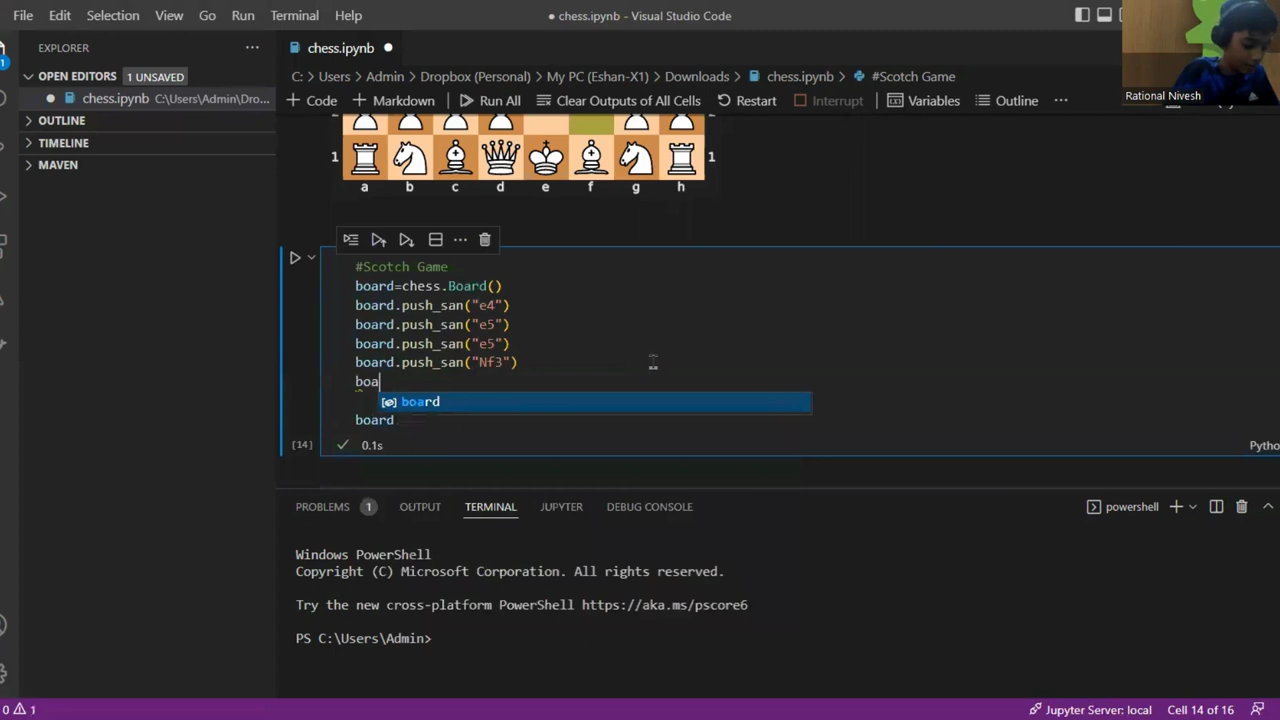 File Edit Selection View Go Run Terminal Help
● chess.ipynb - Visual Studio Code
EXPLORER
OPEN EDITORS 1 UNSAVED
chess.ipynb C:\Users\Admin\Dro...
OUTLINE
TIMELINE
MAVEN
chess.ipynb
C: > Users > Admin > Dropbox (Personal) > My PC (Eshan-X1) > Downloads > chess.ipynb > #Scotch Game
+ Code + Markdown Run All Clear Outputs of All Cells Restart Interrupt Variables Outline ...
Rational Nivesh
1 1
a b c d e f g h
#Scotch Game
board=chess.Board()
board.push_san("e4")
board.push_san("e5")
board.push_san("e5")
board.push_san("Nf3")
boa
board
board
[14] 0.1s
Pytho
PROBLEMS 1 OUTPUT TERMINAL JUPYTER DEBUG CONSOLE
powershell
Windows PowerShell
Copyright (C) Microsoft Corporation. All rights reserved.
Try the new cross-platform PowerShell https://aka.ms/pscore6
PS C:\Users\Admin>
0 1
Jupyter Server: local Cell 14 of 16